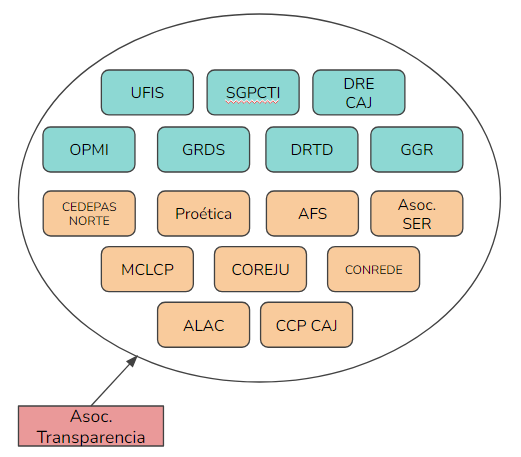 UFIS
SGPCTI
DRE
CAJ
OPMI
GRDS
DRTD
GGR
CEDEPAS
NORTE
Proética
AFS
Asoc.
SER
MCLCP
COREJU
CONREDE
ALAC
CCP CAJ
Asoc.
Transparencia